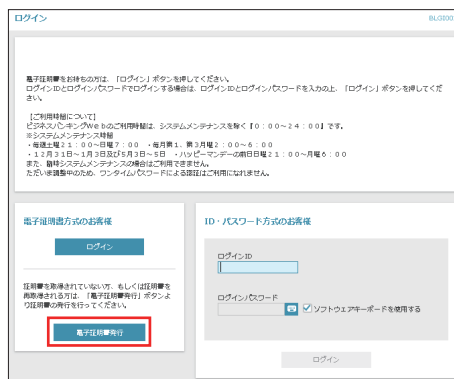 ログイン
BLGI001
電子証明書をお持ちの方は、「ログイン」ボタンを押してください。
ログインIDとログインパスワードでログインする場合は、ログインIDとログインパスワードを入力の上、「ログイン」ボタンを押してくだ
さい。
[ご利用時間について]
ビジネスバンキングWebのご利用時間は、システムメンテナンスを除く『0:00~24:00』です。
※システムメンテナンス時間
・毎週土曜21:00~日曜7:00 ・毎月第1、第3月曜2:00~6:00
・12月31日~1月3日及び5月3日~5日 ・ハッピーマンデーの前日日曜21:00~月曜6:00
また、臨時システムメンテナンスの場合はご利用できません。
ただいま調整中のため、ワンタイムパスワードによる認証はご利用になれません。
電子証明書方式のお客様
ログイン
証明書を取得されていない方、もしくは証明書を
再取得される方は、「電子証明書発行」ボタンよ
り証明書の発行を行ってください。
電子証明書発行
ID・パスワード方式のお客様
ログインID
ログインパスワード
ソフトウエアキーボードを使用する
ログイン